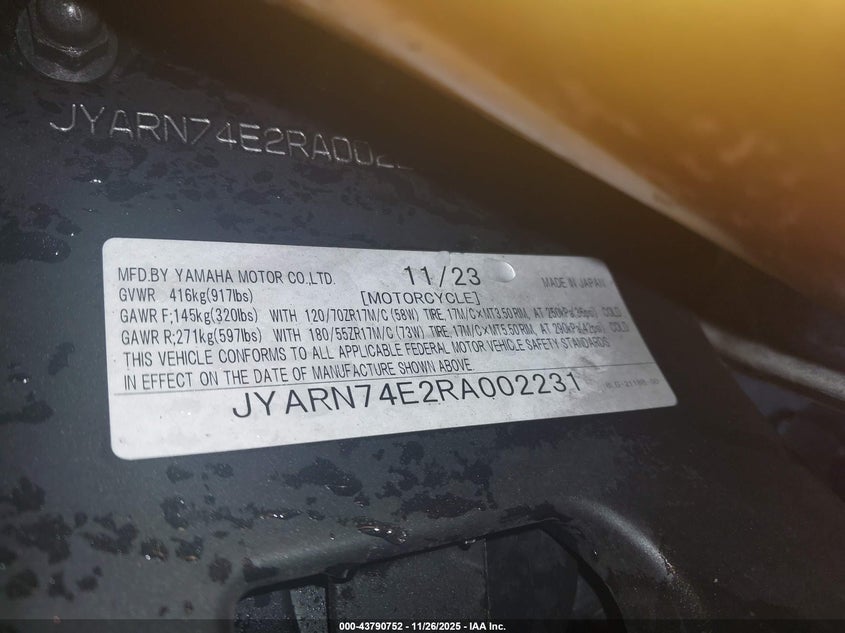 JYARN74E2RA002
MFD.BY YAMAHA MOTOR CO.,LTD. 11/23 MADE IN JAPAN
GVWR 416kg(917lbs) [MOTORCYCLE]
GAWR F;145kg(320lbs) WITH 120/70ZR17M/C (58W) TIRE, 17M/C×MT3.50 RIM, AT 250kPa(36psi) COLD
GAWR R;271kg(597lbs) WITH 180/55ZR17M/C (73W) TIRE, 17M/C×MT5.50 RIM, AT 290kPa(42psi) COLD
THIS VEHICLE CONFORMS TO ALL APPLICABLE FEDERAL MOTOR VEHICLE SAFETY STANDARDS
IN EFFECT ON THE DATE OF MANUFACTURE SHOWN ABOVE.
JYARN74E2RA002231
000-43790752 - 11/26/2025 - IAA Inc.